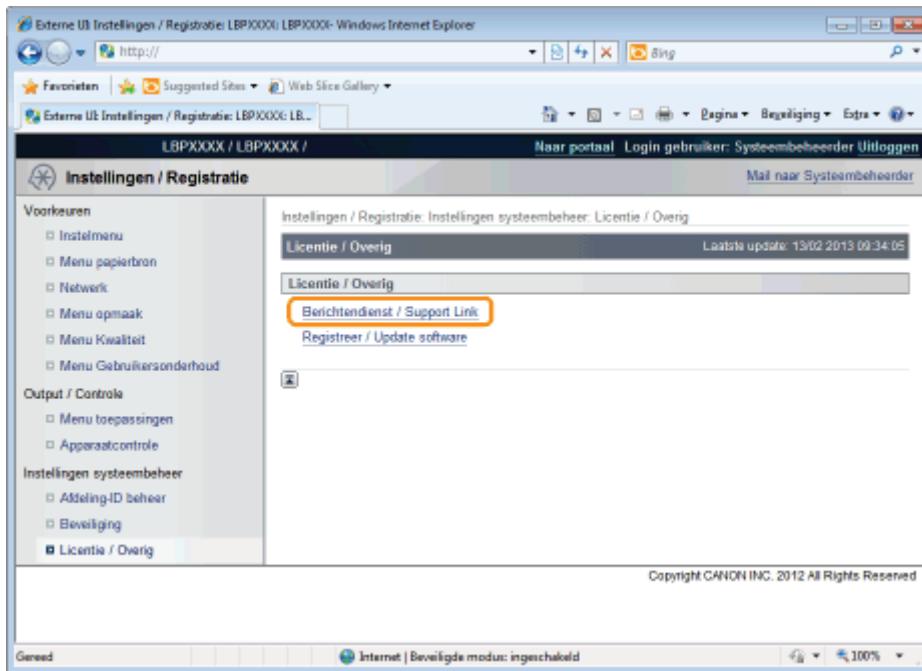 Externe UI: Instellingen / Registratie: LBPXXXX: LBPXXXX- Windows Internet Explorer
http://
Bing
Favorieten
Suggested Sites
Web Slice Gallery
Externe UI: Instellingen / Registratie: LBPXXXX: LB...
Pagina
Beveiliging
Extra
LBPXXXX / LBPXXXX /
Naar portaal Login gebruiker: Systeembeheerder Uitloggen
Instellingen / Registratie
Mail naar Systeembeheerder
Voorkeuren
Instelmenu
Menu papierbron
Netwerk
Menu opmaak
Menu Kwaliteit
Menu Gebruikersonderhoud
Output / Controle
Menu toepassingen
Apparaatcontrole
Instellingen systeembeheer
Afdeling-ID beheer
Beveiliging
Licentie / Overig
Instellingen / Registratie: Instellingen systeembeheer: Licentie / Overig
Licentie / Overig
Laatste update: 13/02 2013 09:34:05
Licentie / Overig
Berichtendienst / Support Link
Registreer / Update software
Copyright CANON INC. 2012 All Rights Reserved
Gereed
Internet | Beveiligde modus: ingeschakeld
100%